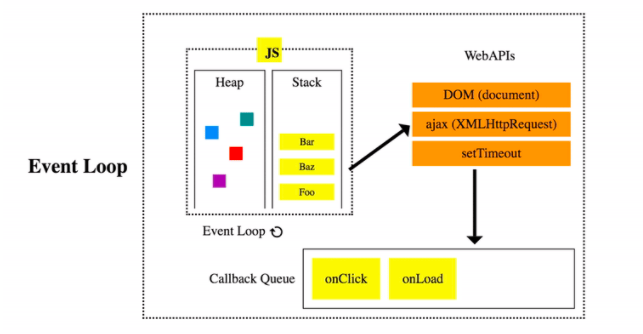 Event Loop
JS
Heap
Stack
Bar
Baz
Foo
Event Loop
WebAPIs
DOM (document)
ajax (XMLHttpRequest)
setTimeout
Callback Queue
onClick
onLoad